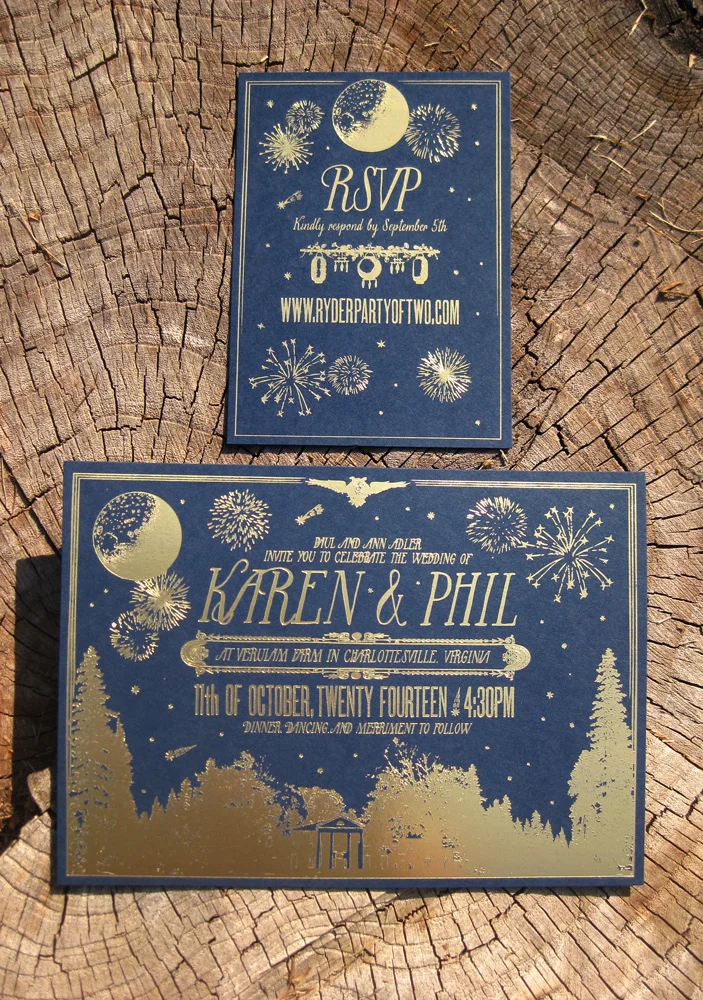 RSVP
Kindly respond by September 5th
WWW.RYDERPARTYOFTWO.COM
PAUL AND ANN ADLER
INVITE YOU TO CELEBRATE THE WEDDING OF
KAREN & PHIL
AT VERULAM FARM IN CHARLOTTESVILLE, VIRGINIA
11th OF OCTOBER, TWENTY FOURTEEN 4:30PM
DINNER, DANCING, AND MERRIMENT TO FOLLOW